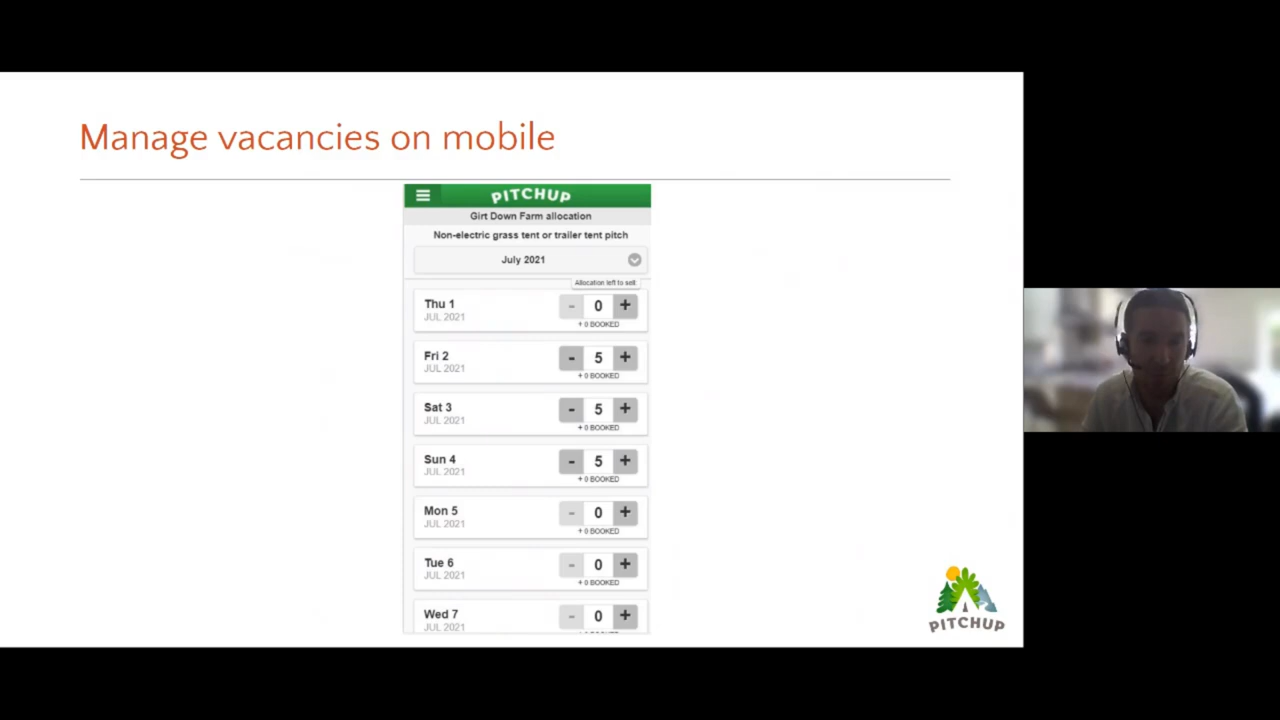 Manage vacancies on mobile
PITCHUP
Girt Down Farm allocation
Non-electric grass tent or trailer tent pitch
July 2021
Allocation left to sell
Thu 1
JUL 2021
- 0 +
+ 0 BOOKED
Fri 2
JUL 2021
- 5 +
+ 0 BOOKED
Sat 3
JUL 2021
- 5 +
+ 0 BOOKED
Sun 4
JUL 2021
- 5 +
+ 0 BOOKED
Mon 5
JUL 2021
- 0 +
+ 0 BOOKED
Tue 6
JUL 2021
- 0 +
+ 0 BOOKED
Wed 7
JUL 2021
- 0 +
PITCHUP